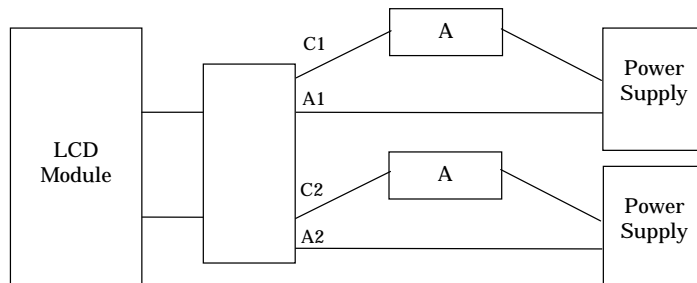 C1
A
Power
Supply
A1
LCD
Module
C2
A
Power
Supply
A2